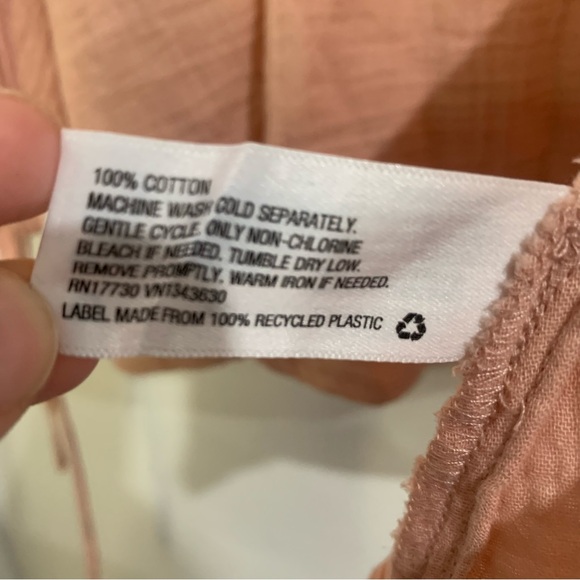 100% COTTON
MACHINE WASH COLD SEPARATELY.
GENTLE CYCLE. ONLY NON-CHLORINE
BLEACH IF NEEDED. TUMBLE DRY LOW.
REMOVE PROMPTLY. WARM IRON IF NEEDED.
RN17730 VN1343630
LABEL MADE FROM 100% RECYCLED PLASTIC